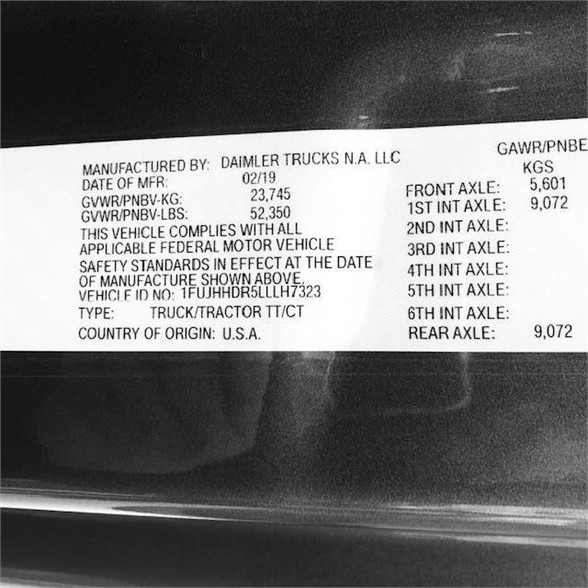 MANUFACTURED BY: DAIMLER TRUCKS N.A. LLC
DATE OF MFR: 02/19
GVWR/PNBV-KG: 23,745
GVWR/PNBV-LBS: 52,350
THIS VEHICLE COMPLIES WITH ALL
APPLICABLE FEDERAL MOTOR VEHICLE
SAFETY STANDARDS IN EFFECT AT THE DATE
OF MANUFACTURE SHOWN ABOVE.
VEHICLE ID NO: 1FUJHHDR5LLLH7323
TYPE: TRUCK/TRACTOR TT/CT
COUNTRY OF ORIGIN: U.S.A.
GAWR/PNBE
KGS
FRONT AXLE: 5,601
1ST INT AXLE: 9,072
2ND INT AXLE:
3RD INT AXLE:
4TH INT AXLE:
5TH INT AXLE:
6TH INT AXLE:
REAR AXLE: 9,072